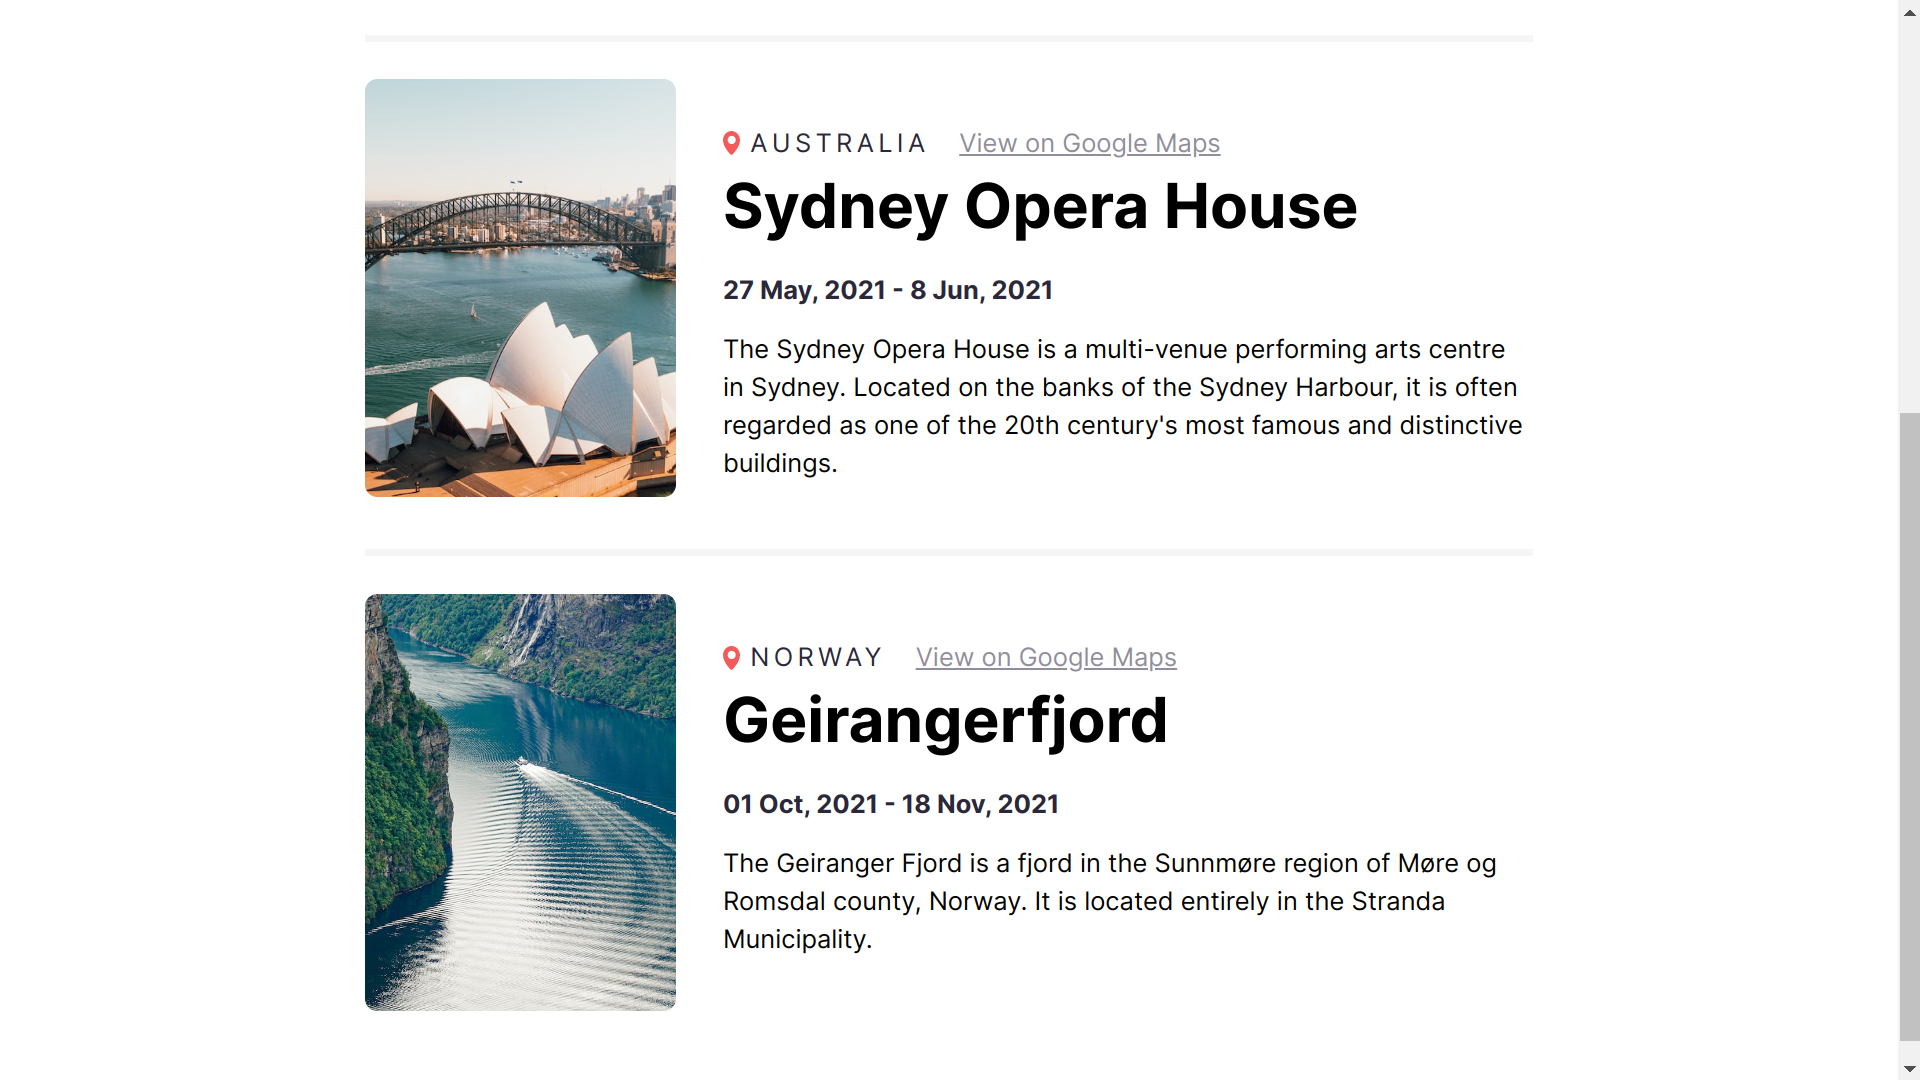 AUSTRALIA View on Google Maps
Sydney Opera House
27 May, 2021 - 8 Jun, 2021
The Sydney Opera House is a multi-venue performing arts centre
in Sydney. Located on the banks of the Sydney Harbour, it is often
regarded as one of the 20th century's most famous and distinctive
buildings.
NORWAY View on Google Maps
Geirangerfjord
01 Oct, 2021 - 18 Nov, 2021
The Geiranger Fjord is a fjord in the Sunnmøre region of Møre og
Romsdal county, Norway. It is located entirely in the Stranda
Municipality.